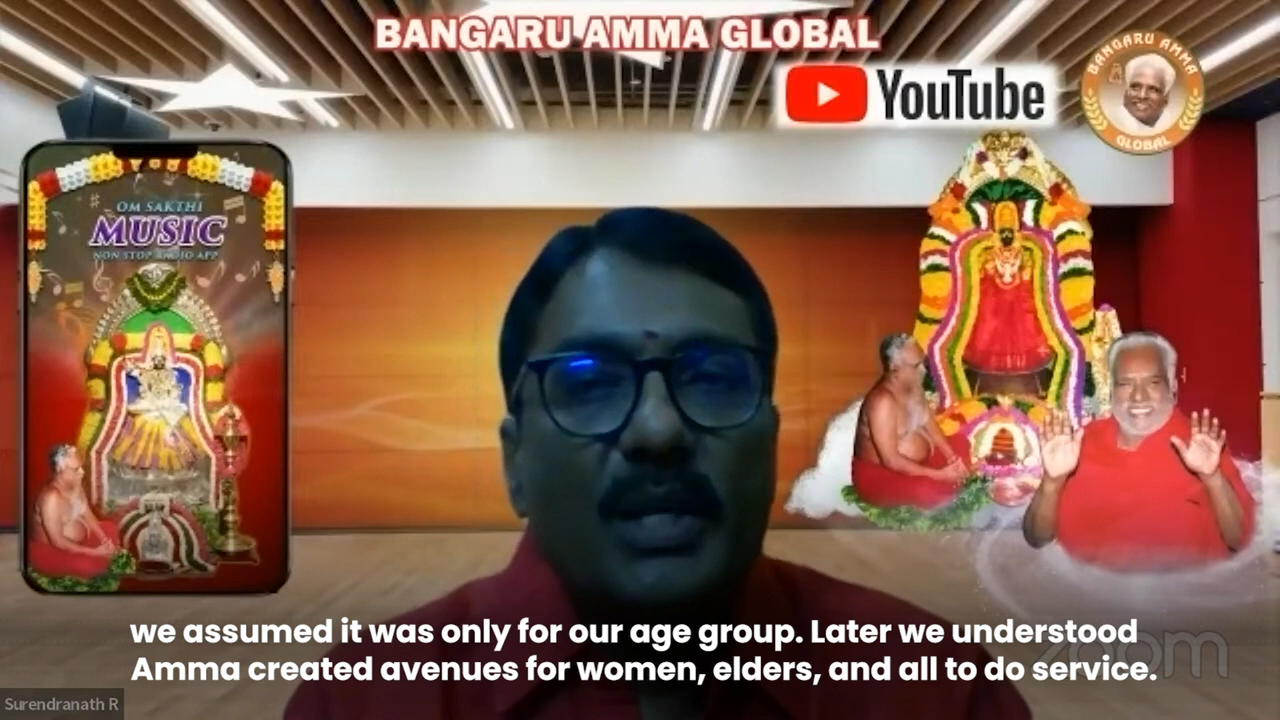 BANGARU AMMA GLOBAL
YouTube
BANGARU AMMA
GLOBAL
OM SAKTHI
MUSIC
NON STOP RADIO APP
we assumed it was only for our age group. Later we understood
Amma created avenues for women, elders, and all to do service.
zoom
Surendranath R